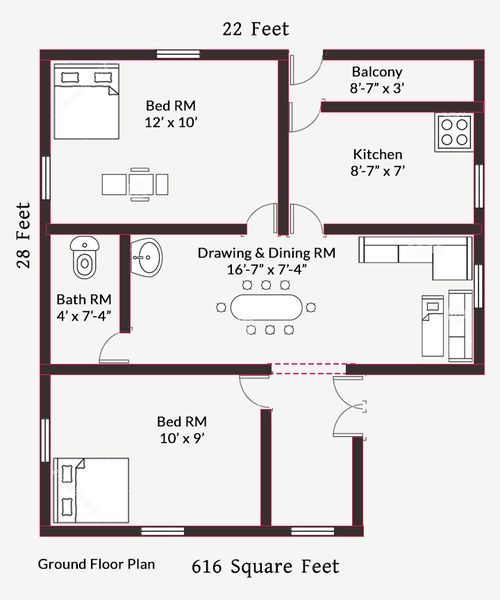 22 Feet
Balcony
8'-7" x 3'
Bed RM
12' x 10'
Kitchen
8'-7" x 7'
28 Feet
Drawing & Dining RM
16'-7" x 7'-4"
Bath RM
4' x 7'-4"
Bed RM
10' x 9'
Ground Floor Plan
616 Square Feet